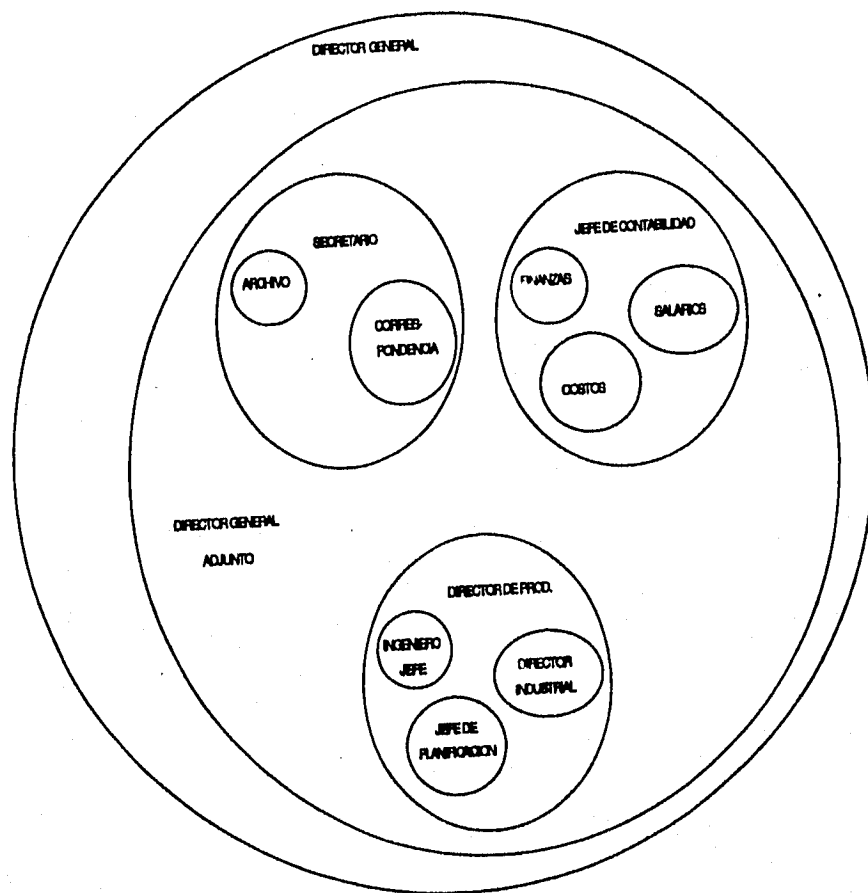 DIRECTOR GENERAL
SECRETARIO
ARCHIVO
CORRES-
PONDENCIA
JEFE DE CONTABILIDAD
FINANZAS
SALARIOS
COSTOS
DIRECTOR GENERAL
ADJUNTO
DIRECTOR DE PROD.
INGENIERO
JEFE
DIRECTOR
INDUSTRIAL
JEFE DE
PLANIFICACION